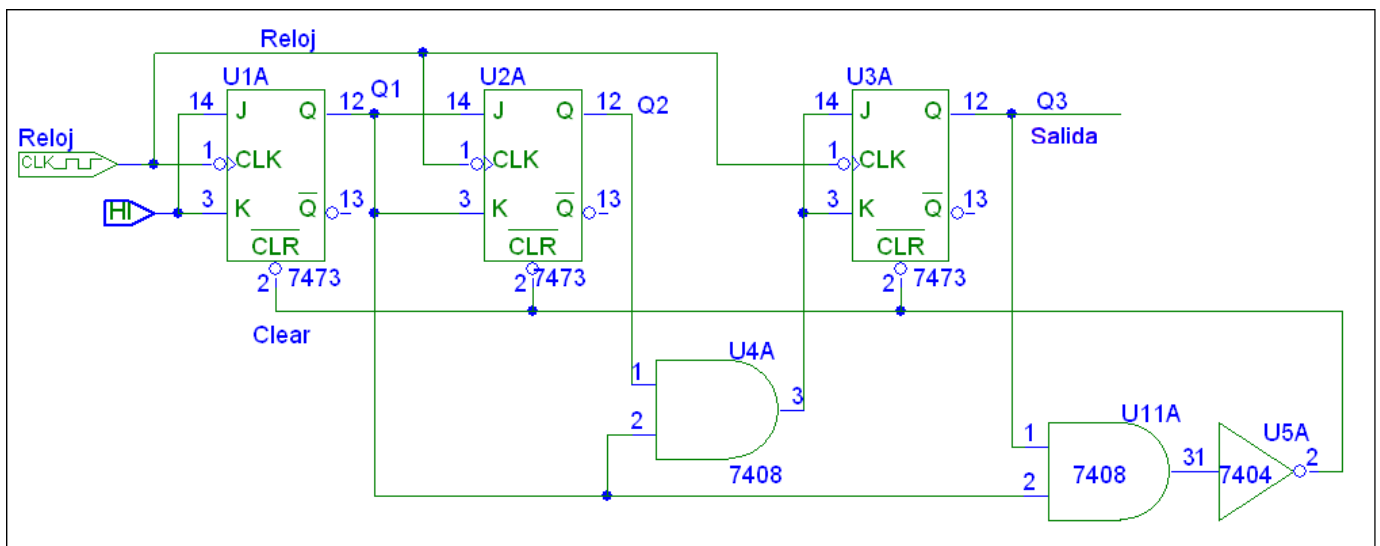 Reloj
U1A
U2A
U3A
14
J
Q
12
Q1
14
J
Q
12
Q2
14
J
Q
12
Q3
Salida
Reloj
CLK
1
CLK
1
CLK
1
CLK
HI
3
K
Q
13
3
K
Q
13
3
K
Q
13
CLR
CLR
CLR
2
7473
2
7473
2
7473
Clear
U4A
1
2
3
7408
U11A
1
2
7408
31
U5A
7404
2